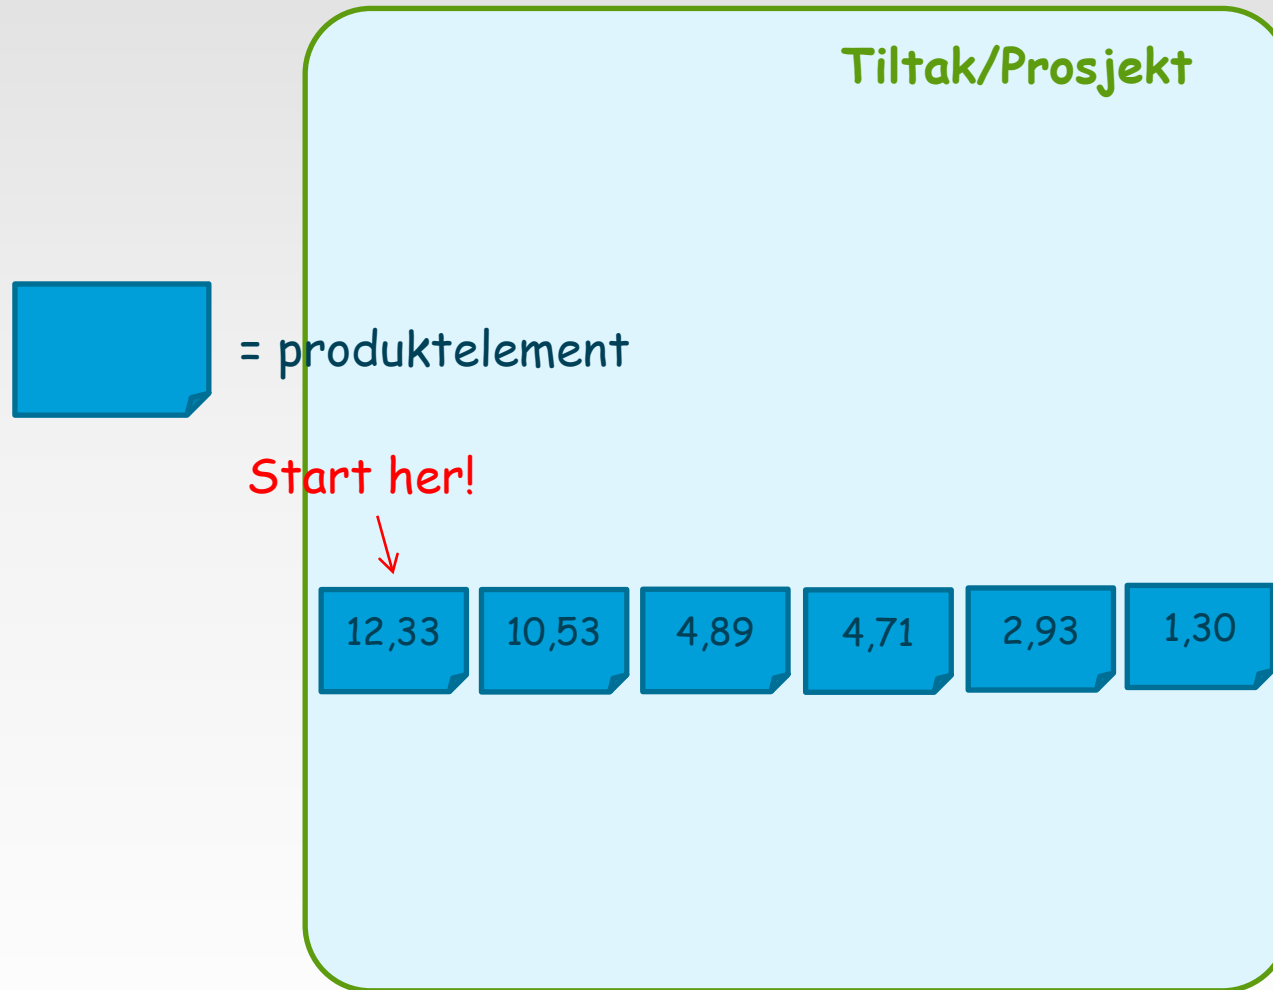 Tiltak/Prosjekt
= produktelement
Start her!
12,33 10,53 4,89 4,71 2,93 1,30